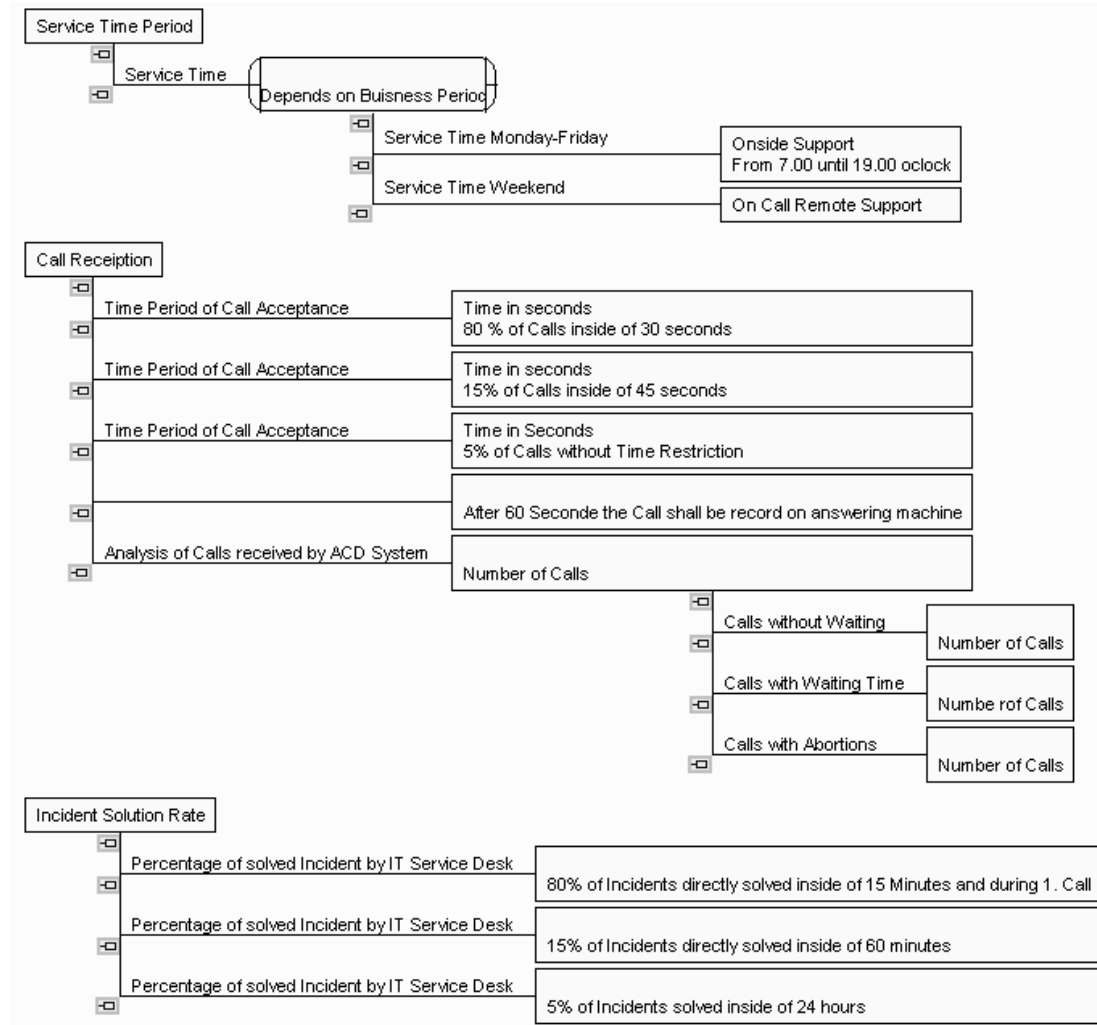 Service Time Period
Service Time
Depends on Buisness Period
Service Time Monday-Friday
Onside Support
From 7.00 until 19.00 oclock
Service Time Weekend
On Call Remote Support
Call Receiption
Time Period of Call Acceptance
Time in seconds
80 % of Calls inside of 30 seconds
Time Period of Call Acceptance
Time in seconds
15% of Calls inside of 45 seconds
Time Period of Call Acceptance
Time in Seconds
5% of Calls without Time Restriction
After 60 Seconde the Call shall be record on answering machine
Analysis of Calls received by ACD System
Number of Calls
Calls without Waiting
Number of Calls
Calls with Waiting Time
Numbe rof Calls
Calls with Abortions
Number of Calls
Incident Solution Rate
Percentage of solved Incident by IT Service Desk
80% of Incidents directly solved inside of 15 Minutes and during 1. Call
Percentage of solved Incident by IT Service Desk
15% of Incidents directly solved inside of 60 minutes
Percentage of solved Incident by IT Service Desk
5% of Incidents solved inside of 24 hours